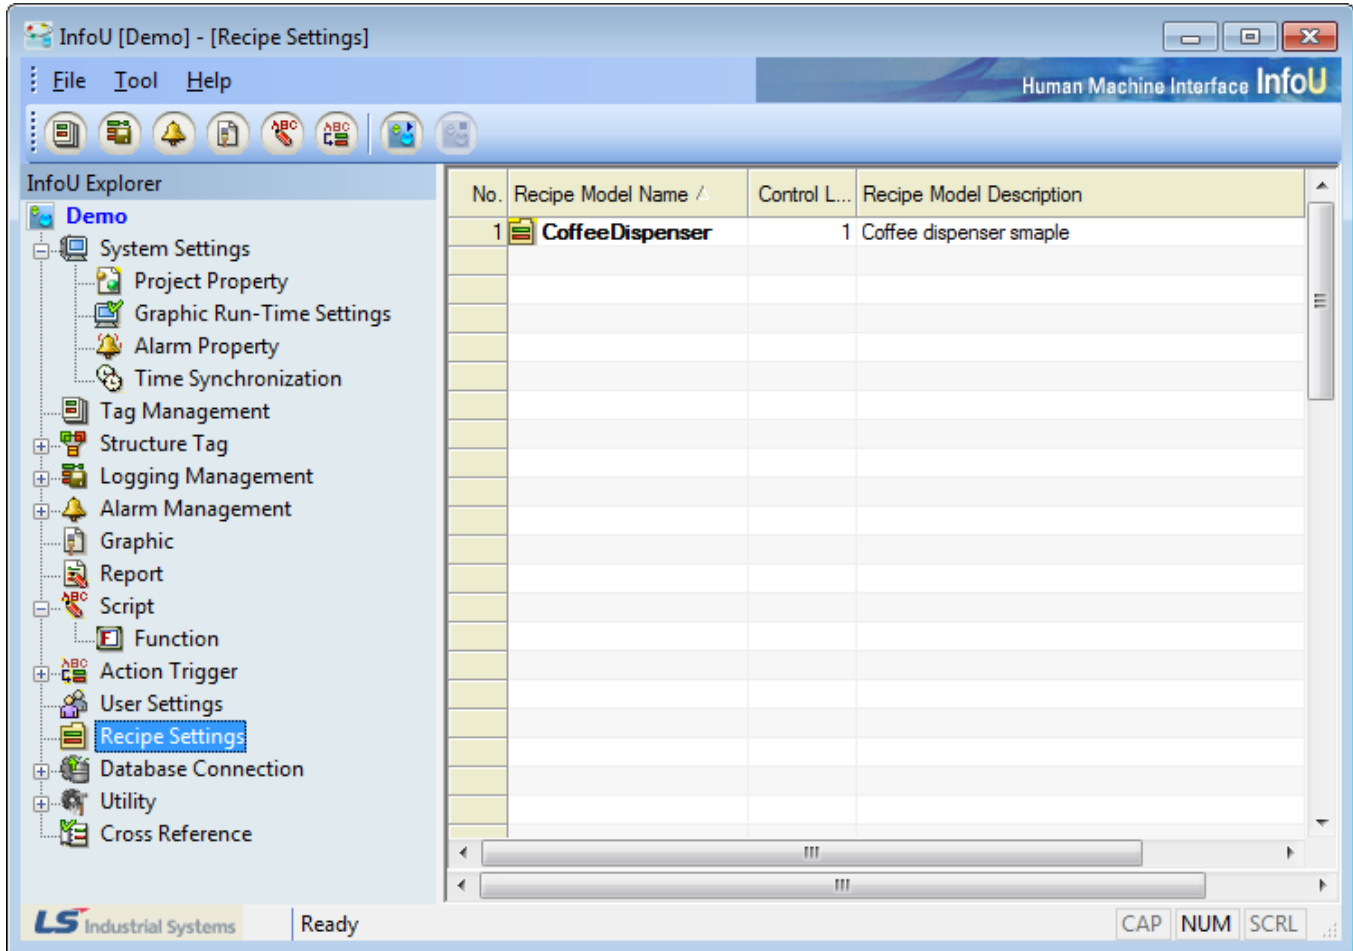 InfoU [Demo] - [Recipe Settings]
File Tool Help
Human Machine Interface InfoU
InfoU Explorer
Demo
System Settings
Project Property
Graphic Run-Time Settings
Alarm Property
Time Synchronization
Tag Management
Structure Tag
Logging Management
Alarm Management
Graphic
Report
Script
Function
Action Trigger
User Settings
Recipe Settings
Database Connection
Utility
Cross Reference
No. Recipe Model Name Control L... Recipe Model Description
1 CoffeeDispenser 1 Coffee dispenser smaple
LS Industrial Systems Ready CAP NUM SCRL